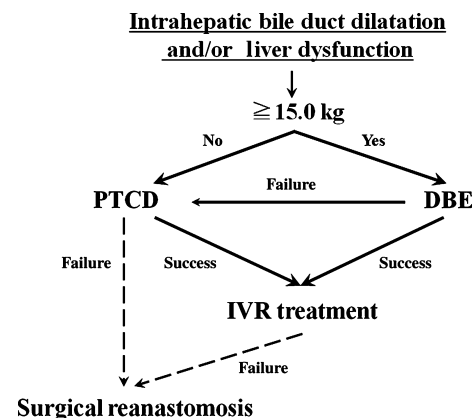 Intrahepatic bile duct dilatation
and/or liver dysfunction
≧15.0 kg
No
Yes
Failure
PTCD
DBE
Failure
Success
Success
IVR treatment
Failure
Surgical reanastomosis